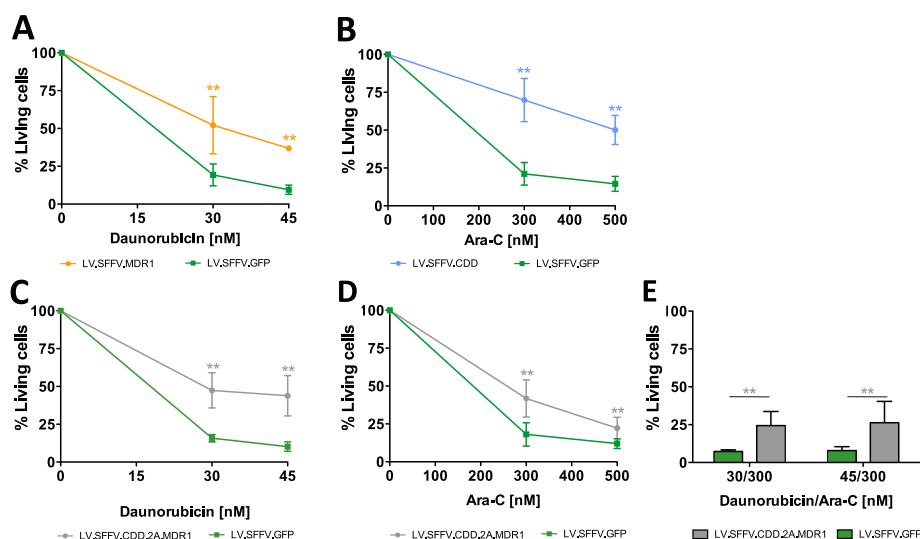 A
% Living cells
100
75
50
25
0
**
**
0
15
30
45
Daunorubicin [nM]
LV.SFFV.MDR1
LV.SFFV.GFP
B
% Living cells
100
75
50
25
0
**
**
0
100
200
300
400
500
Ara-C [nM]
LV.SFFV.CDD
LV.SFFV.GFP
C
% Living cells
100
75
50
25
0
**
**
0
15
30
45
Daunorubicin [nM]
LV.SFFV.CDD.2A.MDR1
LV.SFFV.GFP
D
% Living cells
100
75
50
25
0
**
**
0
100
200
300
400
500
Ara-C [nM]
LV.SFFV.CDD.2A.MDR1
LV.SFFV.GFP
E
% Living cells
100
75
50
25
0
**
**
30/300
45/300
Daunorubicin/Ara-C [nM]
LV.SFFV.CDD.2A.MDR1
LV.SFFV.GFP